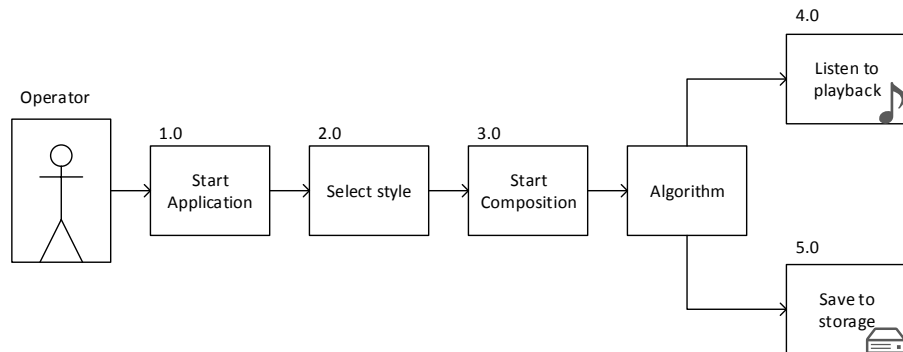 4.0
Listen to
playback
Operator
1.0
2.0
3.0
Start
Application
Select style
Start
Composition
Algorithm
5.0
Save to
storage